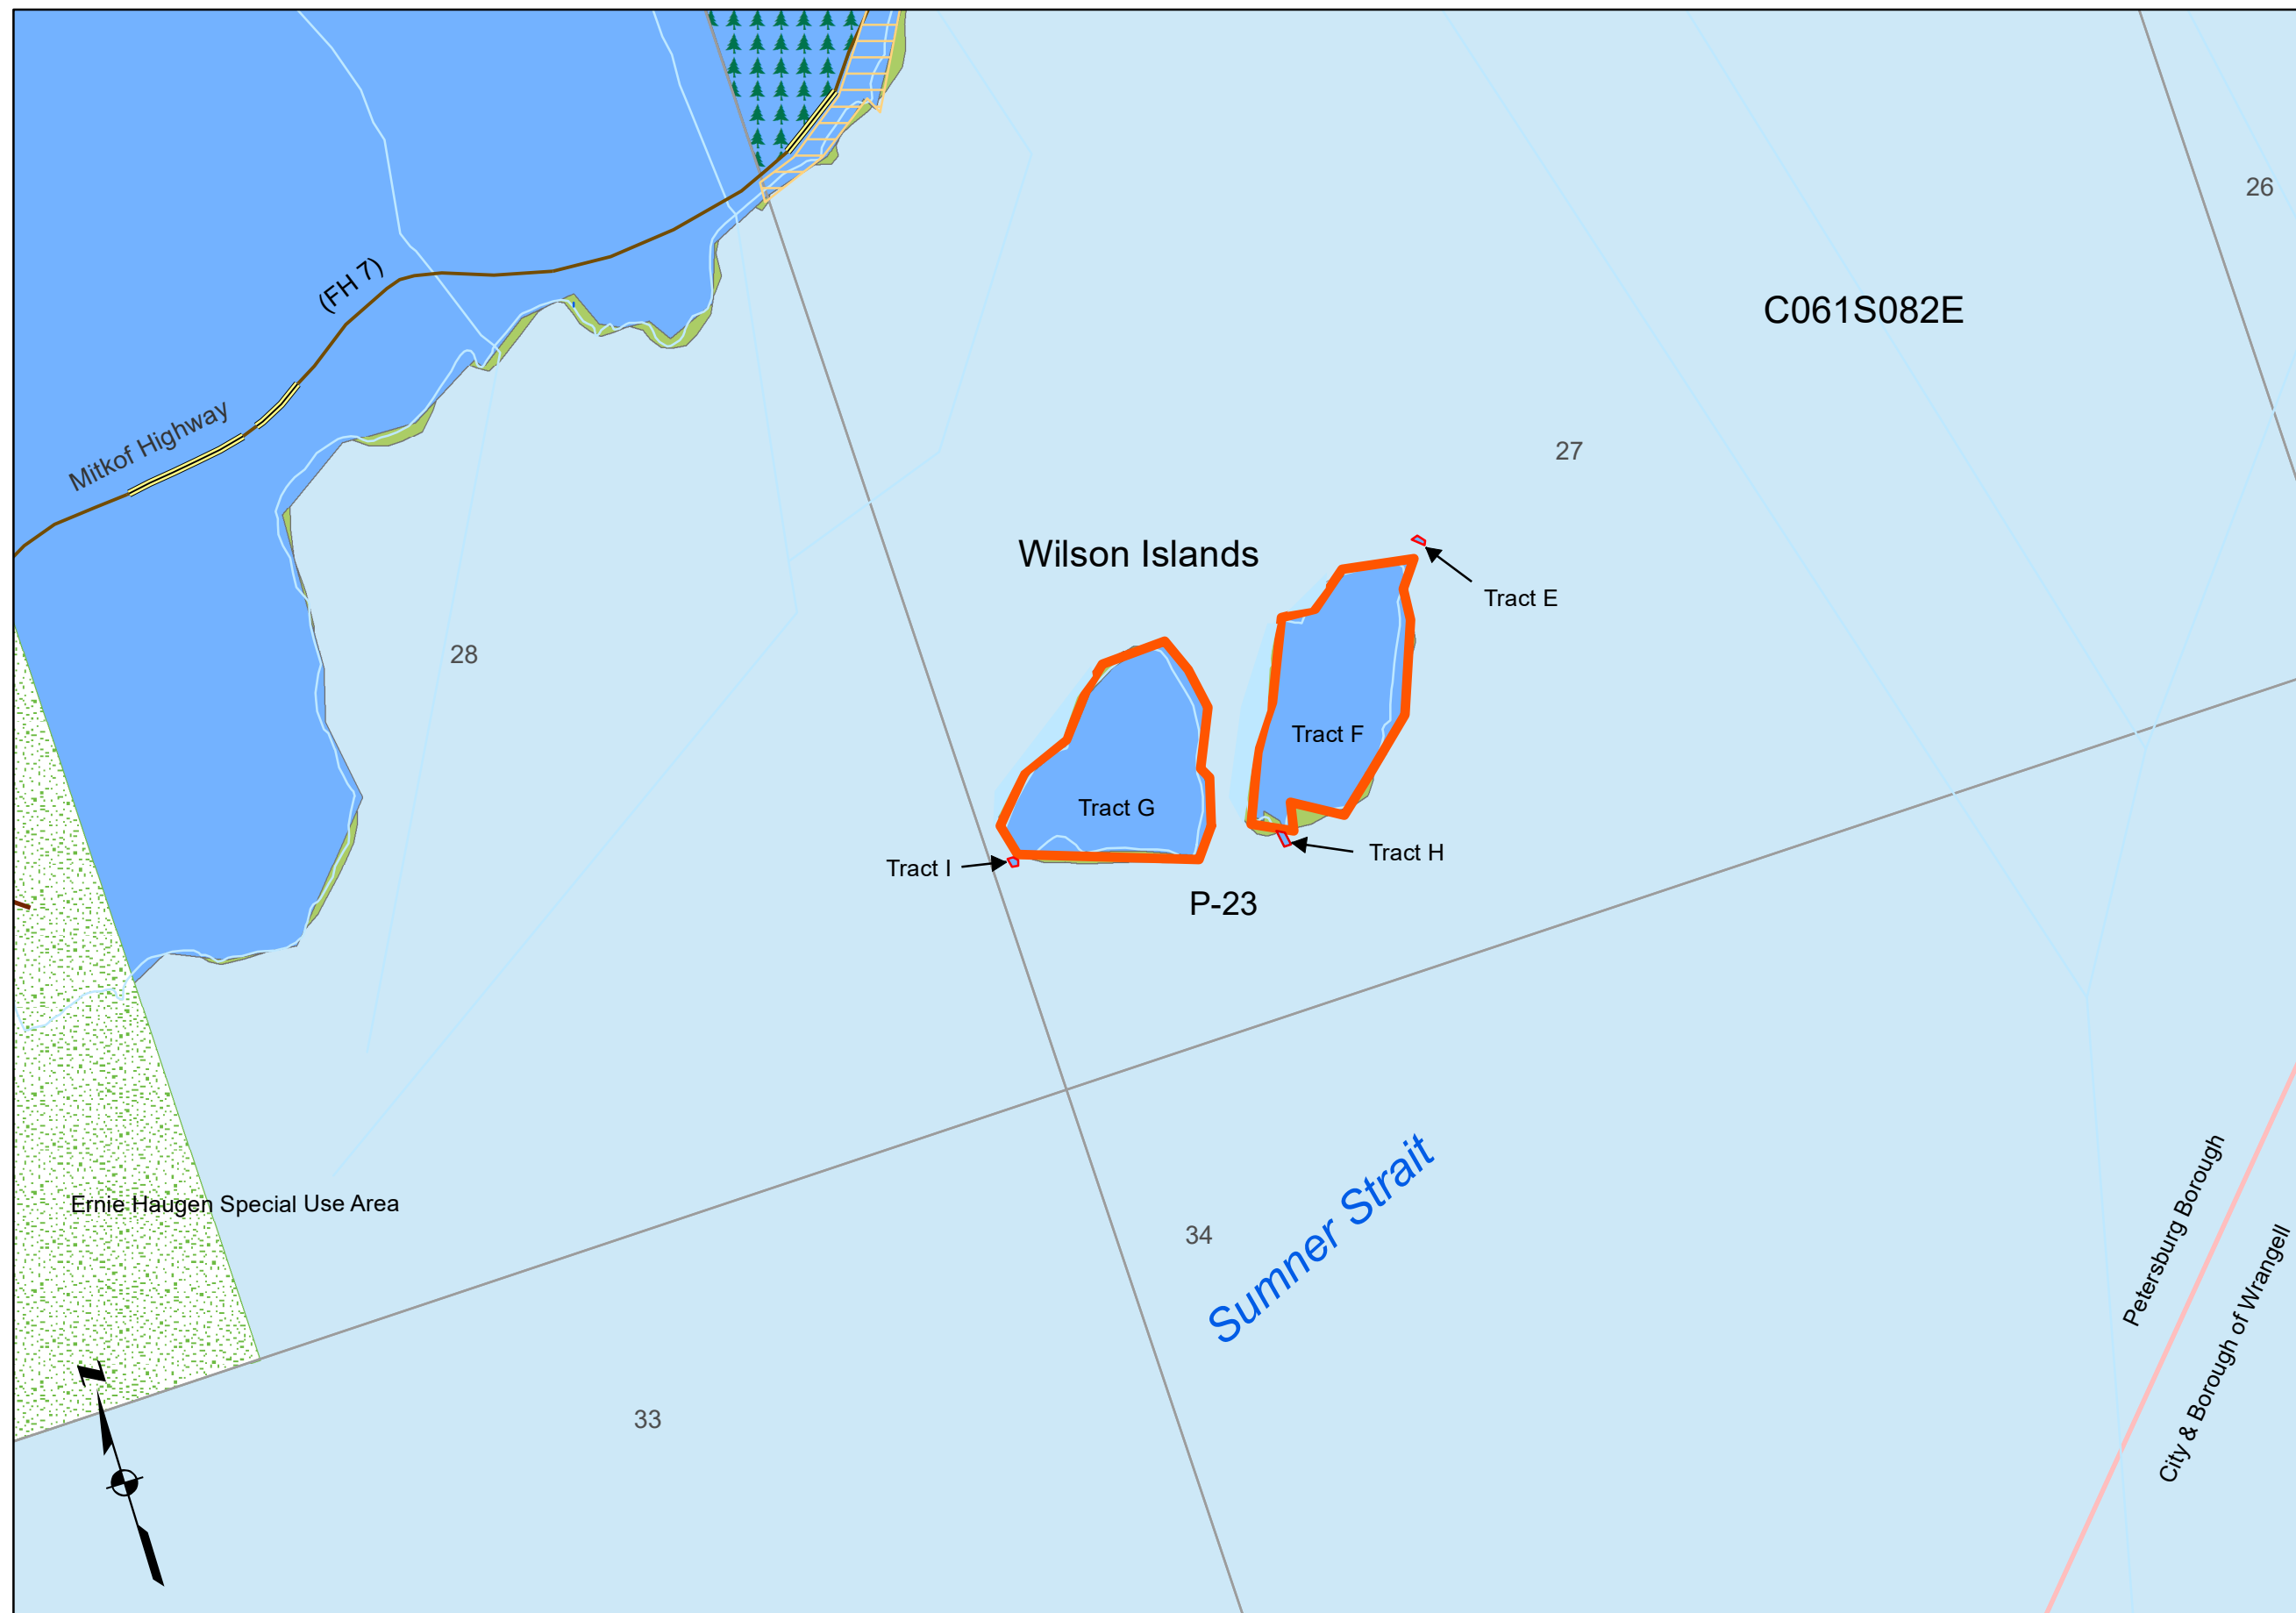 26
C061S082E
(FH 7)
Mitkof Highway
27
Wilson Islands
Tract E
28
Tract F
Tract G
Tract H
Tract I
P-23
Sumner Strait
Petersburg Borough
City & Borough of Wrangell
Ernie Haugen Special Use Area
34
33
N